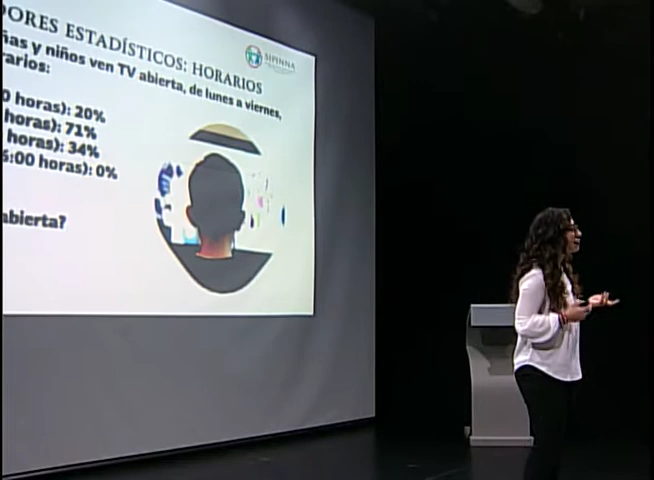 DORES ESTADÍSTICOS: HORARIOS
SIPINNA
ñas y niños ven TV abierta, de lunes a viernes,
rarios:
0 horas): 20%
horas): 71%
horas): 34%
6:00 horas): 0%
abierta?